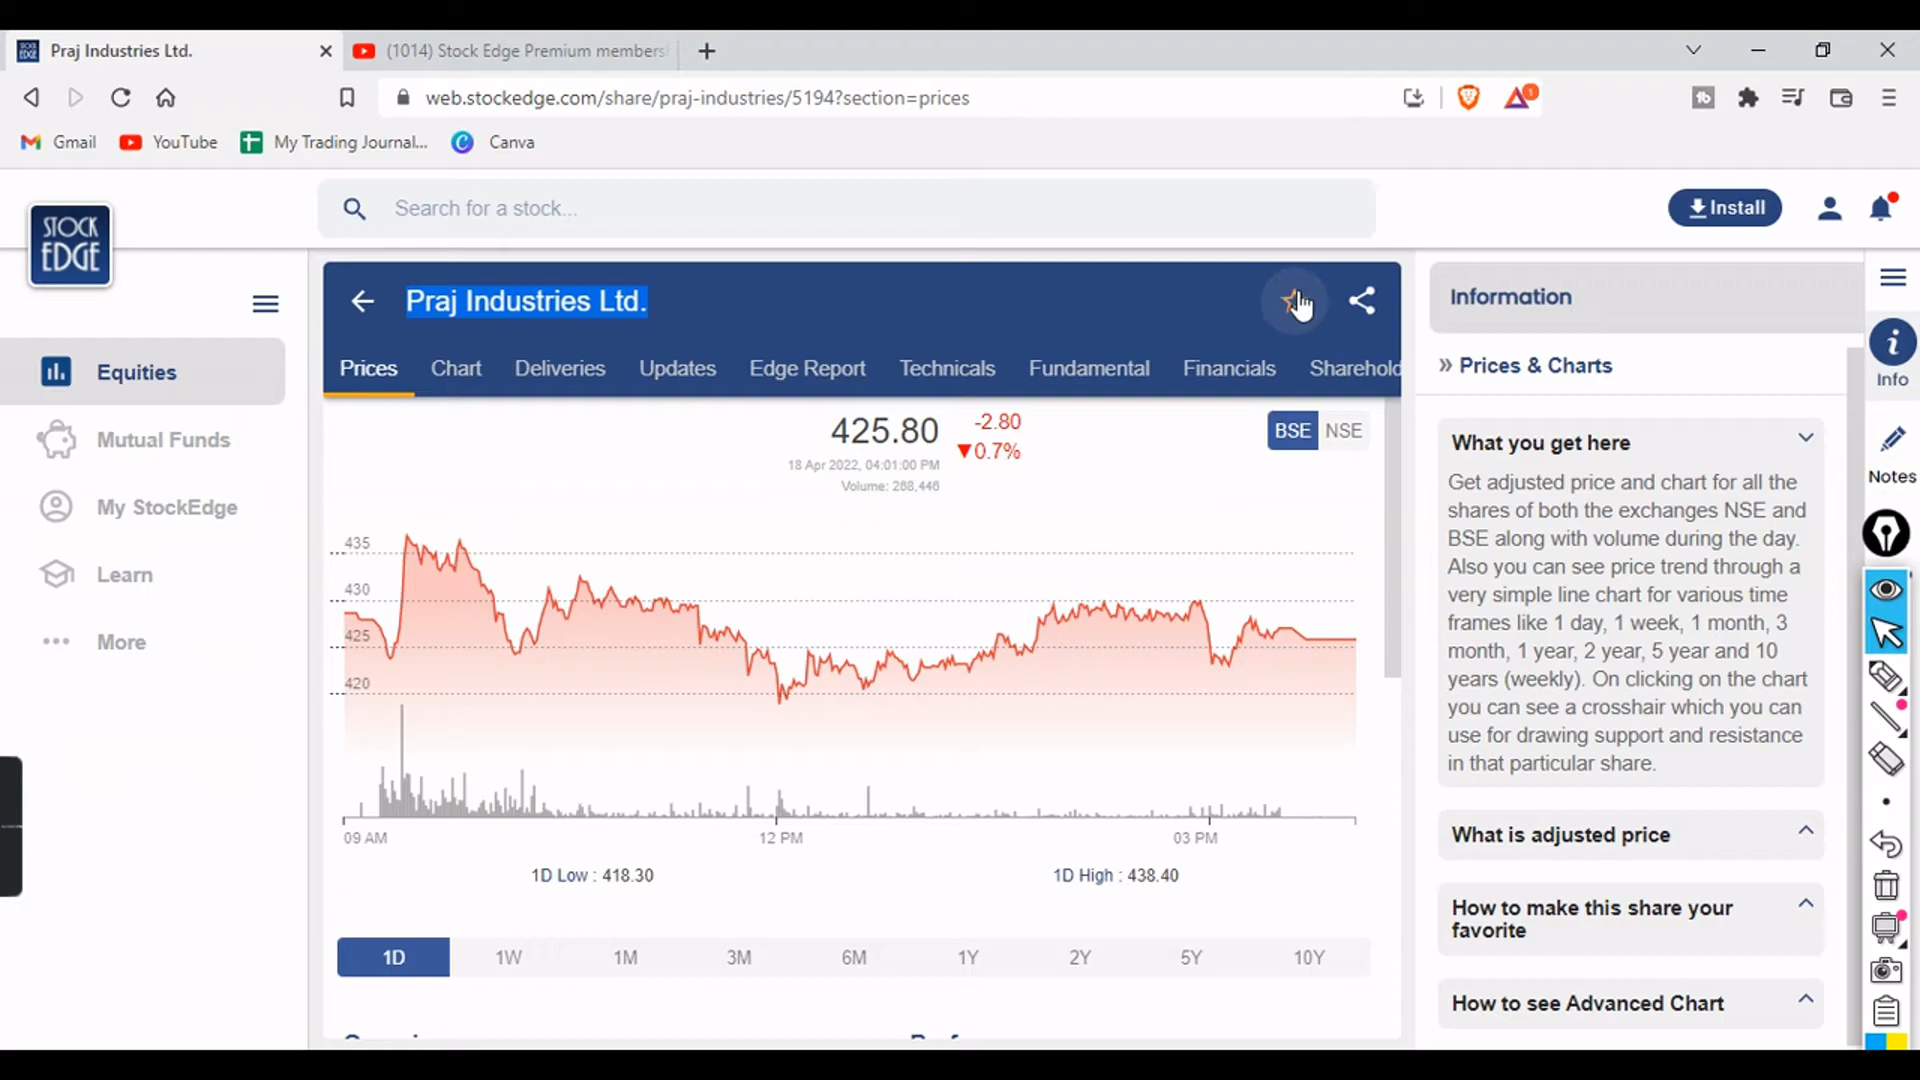 Praj Industries Ltd.
(1014) Stock Edge Premium membersh
web.stockedge.com/share/praj-industries/5194?section=prices
1
Gmail
YouTube
My Trading Journal...
Canva
STOCK
EDGE
Search for a stock...
Install
Praj Industries Ltd.
Prices
Chart
Deliveries
Updates
Edge Report
Technicals
Fundamental
Financials
Sharehold
Equities
Mutual Funds
My StockEdge
Learn
More
425.80
-2.80
▼0.7%
18 Apr 2022, 04:01:00 PM
Volume: 268,446
BSE
NSE
435
430
425
420
09 AM
12 PM
03 PM
1D Low : 418.30
1D High : 438.40
1D
1W
1M
3M
6M
1Y
2Y
5Y
10Y
Information
» Prices & Charts
What you get here
Get adjusted price and chart for all the
shares of both the exchanges NSE and
BSE along with volume during the day.
Also you can see price trend through a
very simple line chart for various time
frames like 1 day, 1 week, 1 month, 3
month, 1 year, 2 year, 5 year and 10
years (weekly). On clicking on the chart
you can see a crosshair which you can
use for drawing support and resistance
in that particular share.
What is adjusted price
How to make this share your
favorite
How to see Advanced Chart
Info
Notes